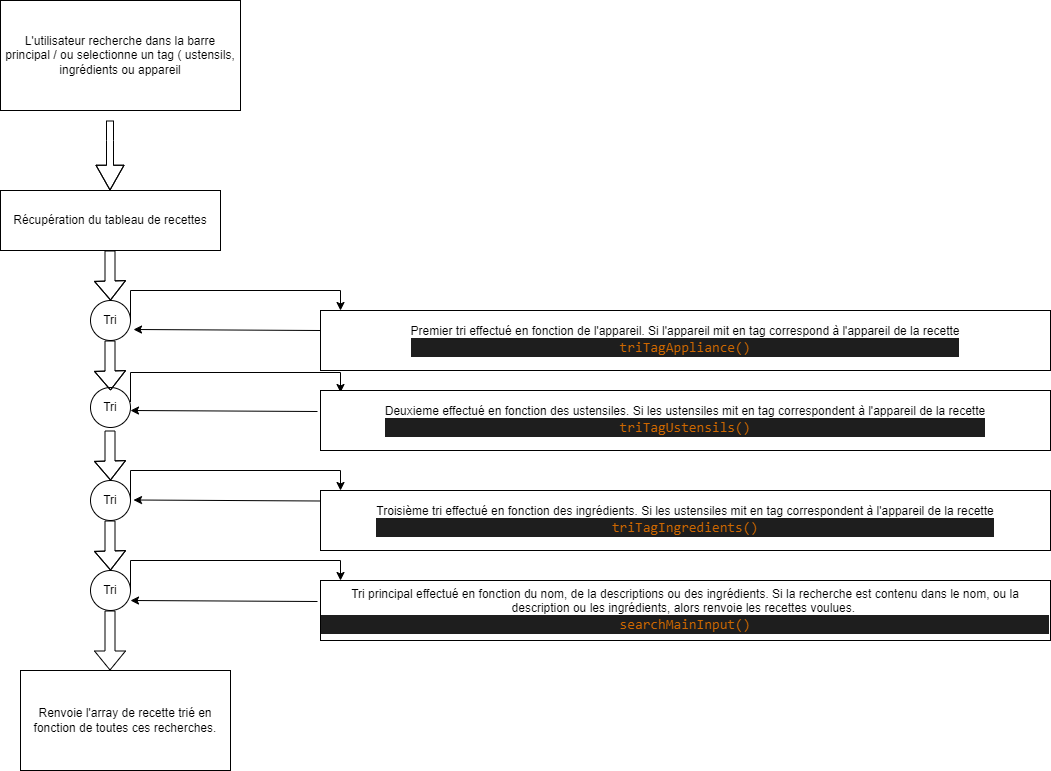 L'utilisateur recherche dans la barre
principal / ou selectionne un tag ( ustensils,
ingrédients ou appareil
Récupération du tableau de recettes
Tri
Premier tri effectué en fonction de l'appareil. Si l'appareil mit en tag correspond à l'appareil de la recette
triTagAppliance()
Tri
Deuxieme effectué en fonction des ustensiles. Si les ustensiles mit en tag correspondent à l'appareil de la recette
triTagUstensils()
Tri
Troisième tri effectué en fonction des ingrédients. Si les ustensiles mit en tag correspondent à l'appareil de la recette
triTagIngredients()
Tri
Tri principal effectué en fonction du nom, de la descriptions ou des ingrédients. Si la recherche est contenu dans le nom, ou la
description ou les ingrédients, alors renvoie les recettes voulues.
searchMainInput()
Renvoie l'array de recette trié en
fonction de toutes ces recherches.